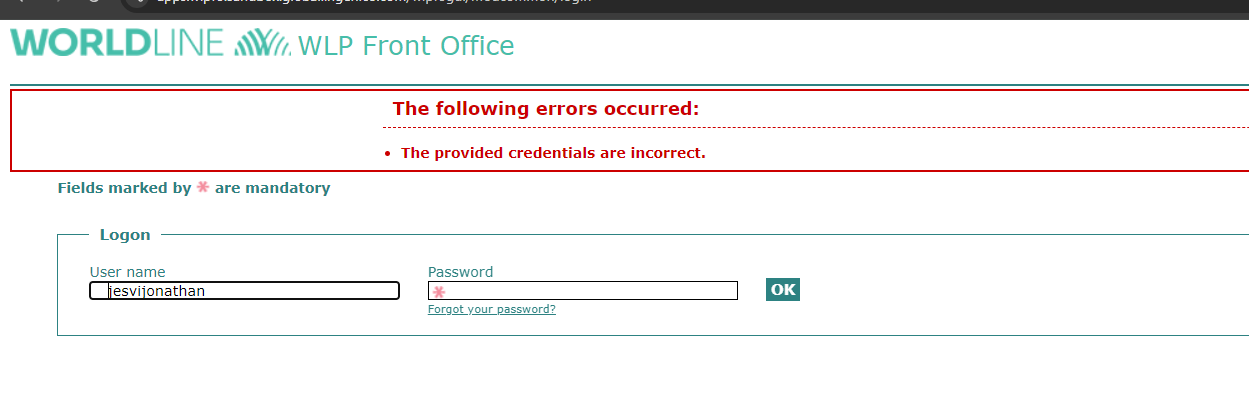 WORLDLINE WLP Front Office
The following errors occurred:
The provided credentials are incorrect.
Fields marked by * are mandatory
Logon
User name
Password
jesvijonathan
*
OK
Forgot your password?